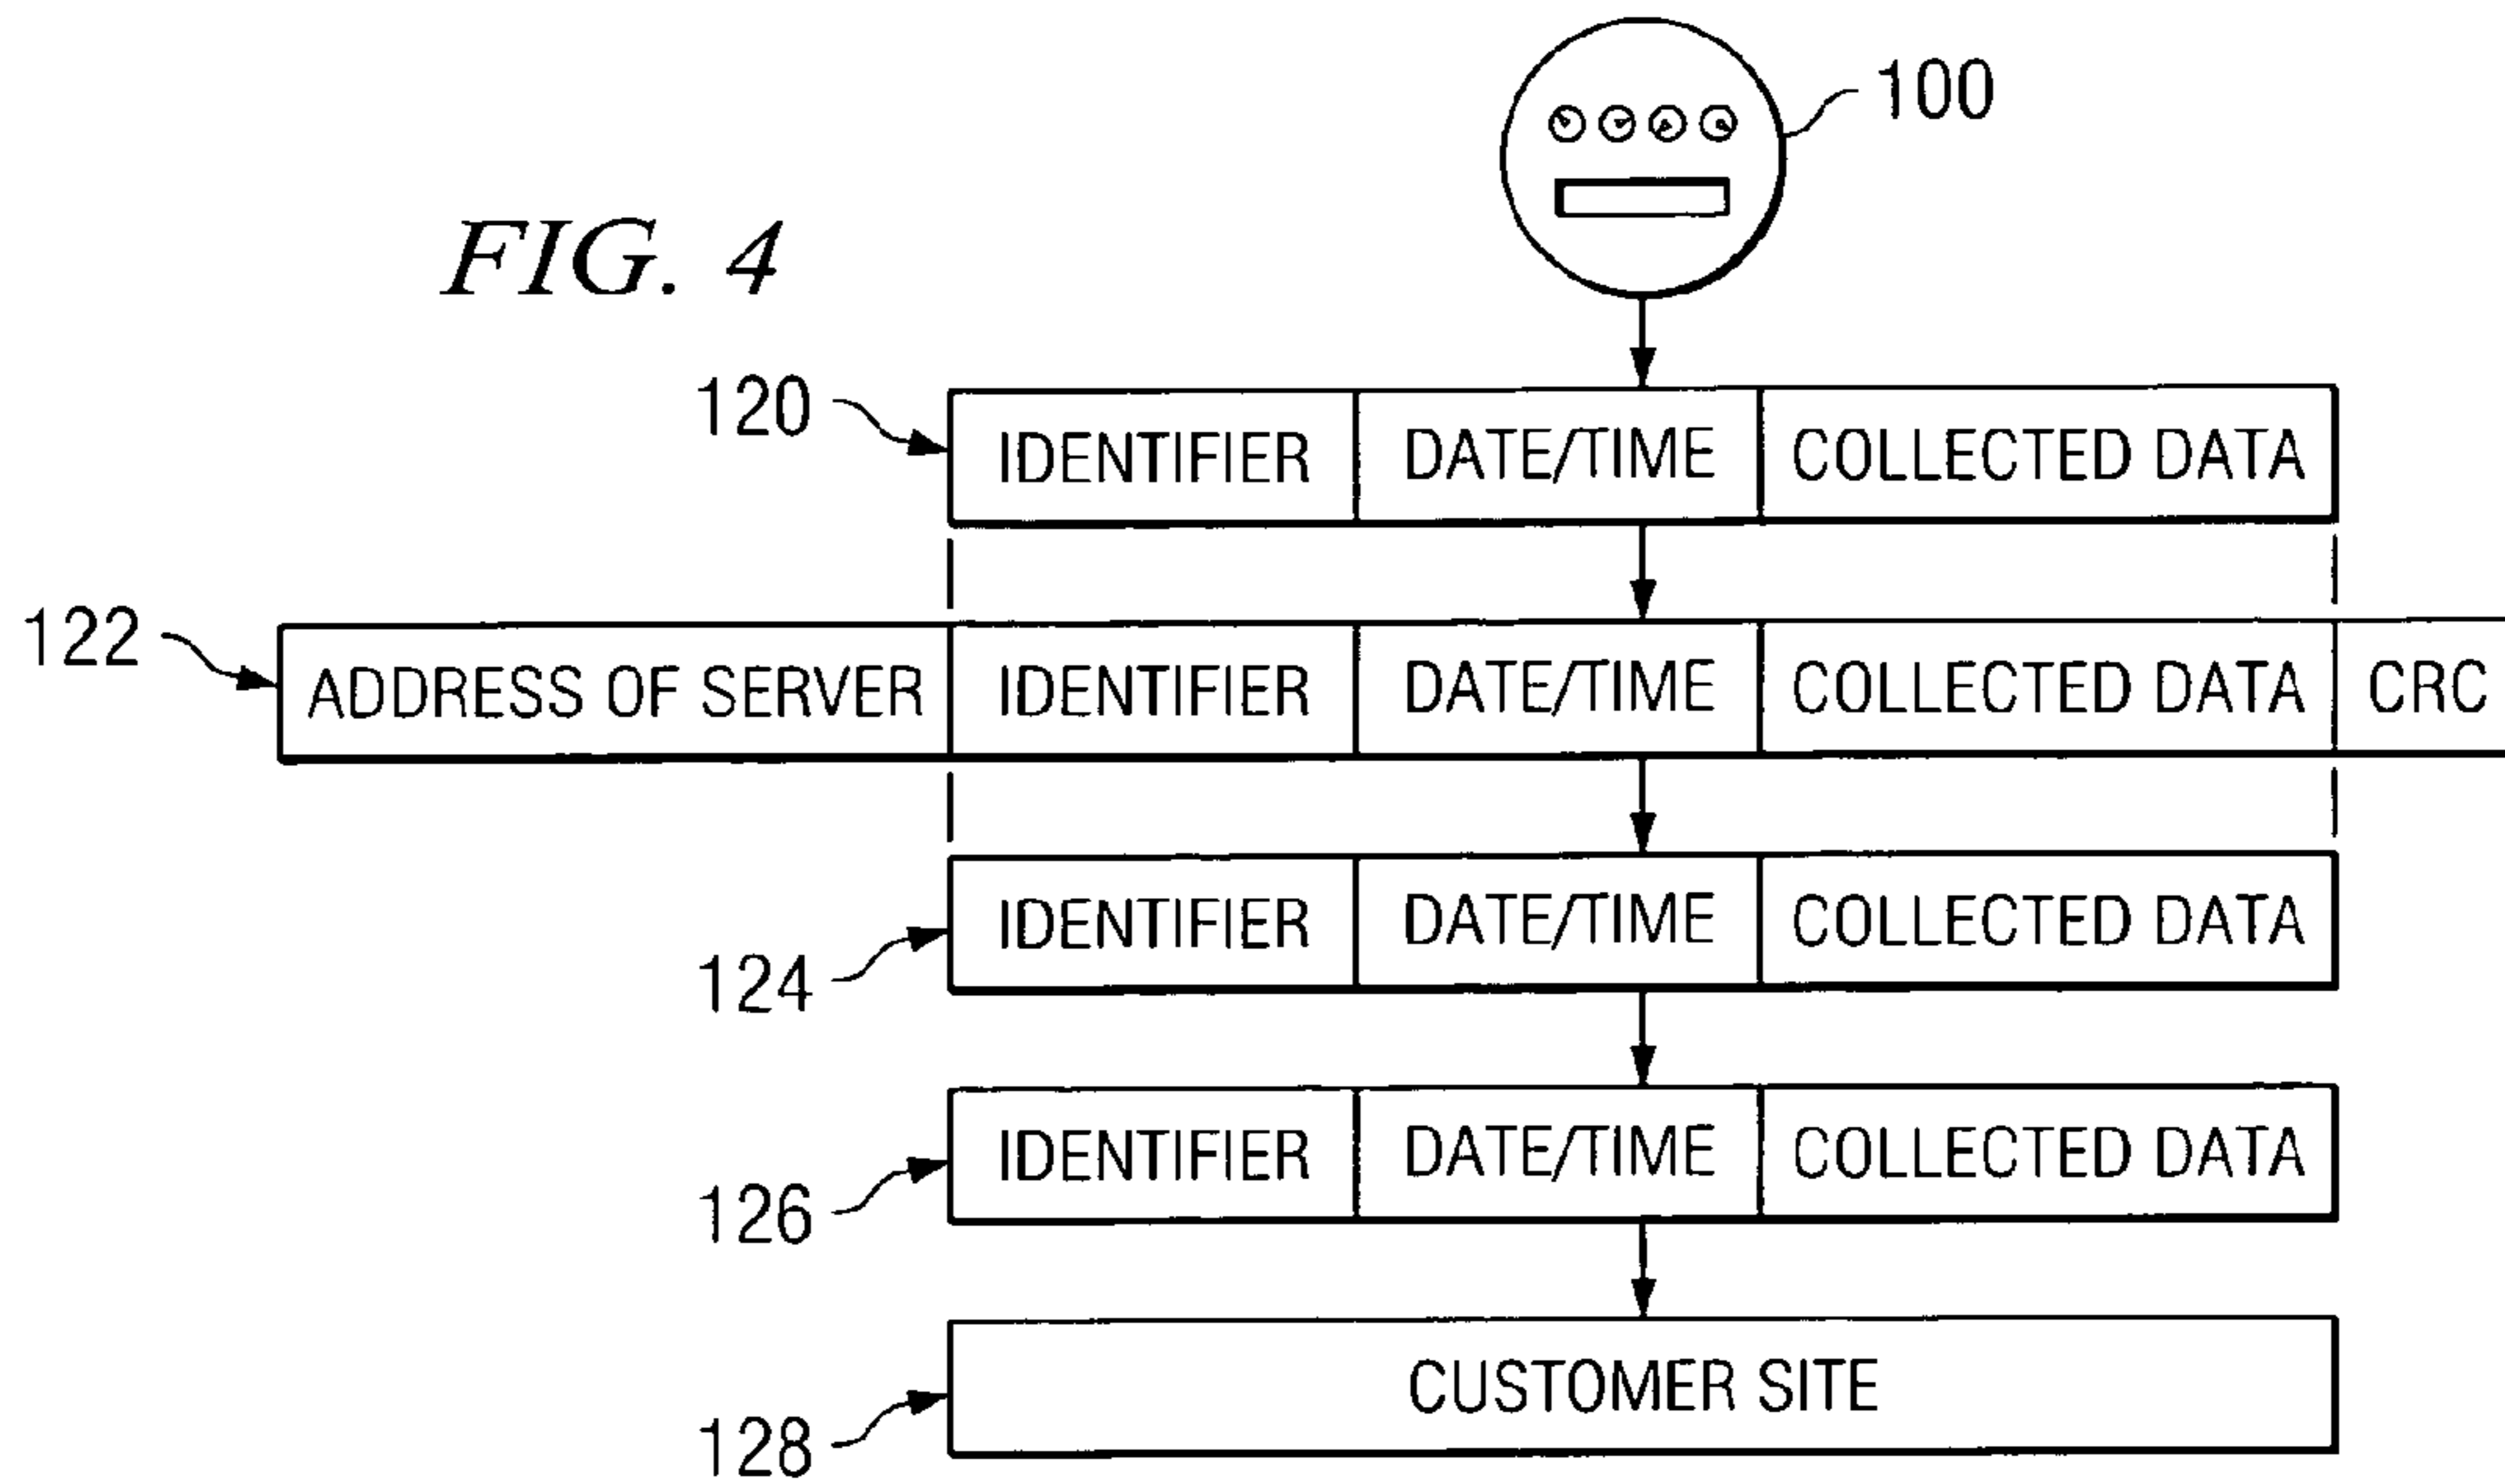 100
FIG. 4
120 IDENTIFIER DATE/TIME COLLECTED DATA
122 ADDRESS OF SERVER IDENTIFIER DATE/TIME COLLECTED DATA CRC
124 IDENTIFIER DATE/TIME COLLECTED DATA
126 IDENTIFIER DATE/TIME COLLECTED DATA
128 CUSTOMER SITE